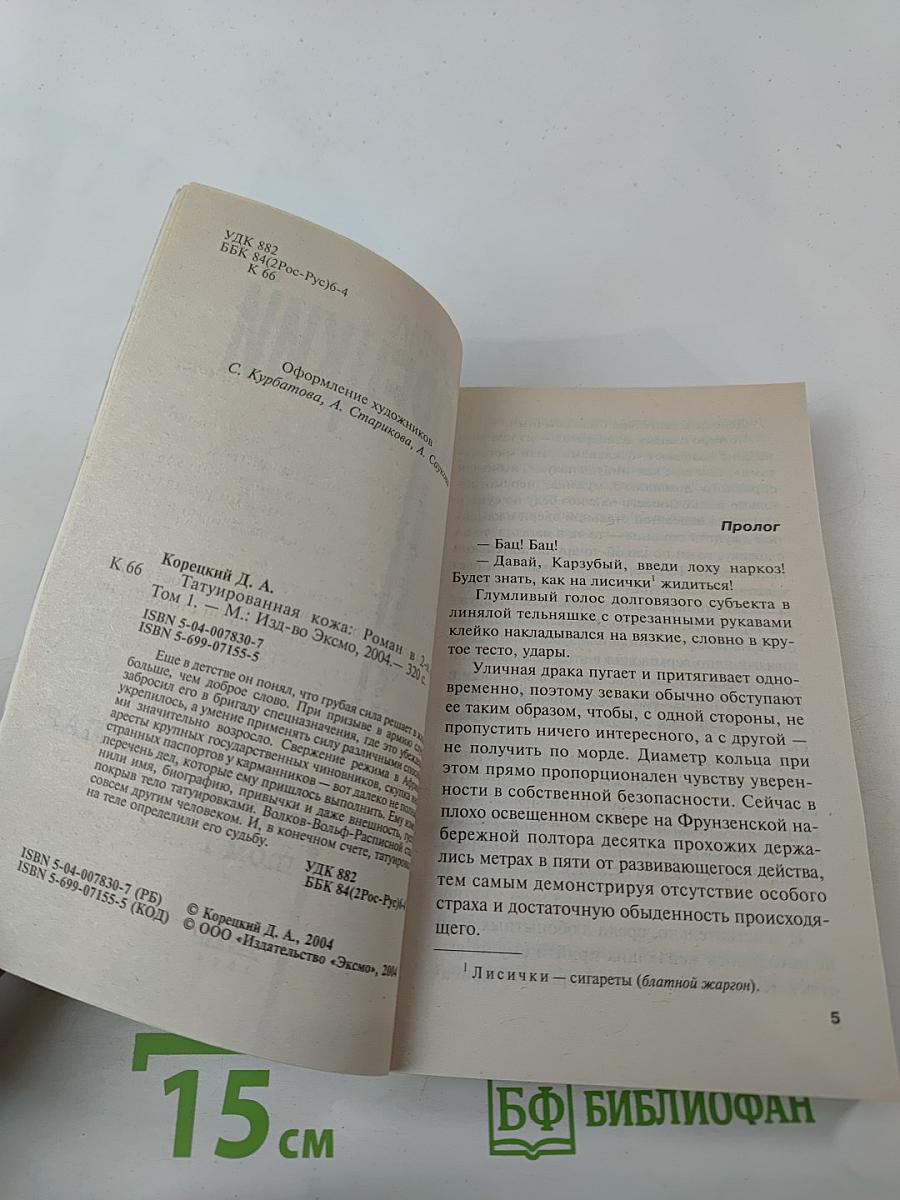 УДК 882
ББК 84(2Рос-Рус)6-4
К 66
Оформление художников
С. Курбатова, А. Старикова, А. Саукова
Корецкий Д. А.
К 66 Татуированная кожа: Роман в 2-х
Том 1. — М.: Изд-во Эксмо, 2004.— 320 с.
ISBN 5-04-007830-7
ISBN 5-699-07155-5
Еще в детстве он понял, что грубая сила решает
больше, чем доброе слово. При призыве в армию
забросил его в бригаду спецназначения, где это
укрепилось, а умение применять силу различными
ми значительно возросло. Свержение режима в
аресты крупных государственных чиновников, скупка
странных паспортов у карманников — вот далеко не
перечень дел, которые ему пришлось выполнить. Ему
нили имя, биографию, привычки и даже внешность,
покрыв тело татуировками. Волков-Вольф-Расписной
совсем другим человеком. И, в конечном счете,
на теле определили его судьбу.
УДК 882
ББК 84(2Рос-Рус)6-4
ISBN 5-04-007830-7 (РБ)
ISBN 5-699-07155-5 (КОД)
© Корецкий Д. А., 2004
© ООО «Издательство «Эксмо», 2004
Пролог
— Бац! Бац!
— Давай, Карзубый, введи лоху наркоз!
Будет знать, как на лисички¹ жидиться!
Глумливый голос долговязого субъекта в
линялой тельняшке с отрезанными рукавами
клейко накладывался на вязкие, словно в кру-
тое тесто, удары.
Уличная драка пугает и притягивает одно-
временно, поэтому зеваки обычно обступают
ее таким образом, чтобы, с одной стороны, не
пропустить ничего интересного, а с другой —
не получить по морде. Диаметр кольца при
этом прямо пропорционален чувству уверен-
ности в собственной безопасности. Сейчас в
плохо освещенном сквере на Фрунзенской на-
бережной полтора десятка прохожих держа-
лись метрах в пяти от развивающегося действа,
тем самым демонстрируя отсутствие особого
страха и достаточную обыденность происходя-
щего.
¹ Лисички — сигареты (блатной жаргон).
5
15 см
БФ БИБЛИОФАН